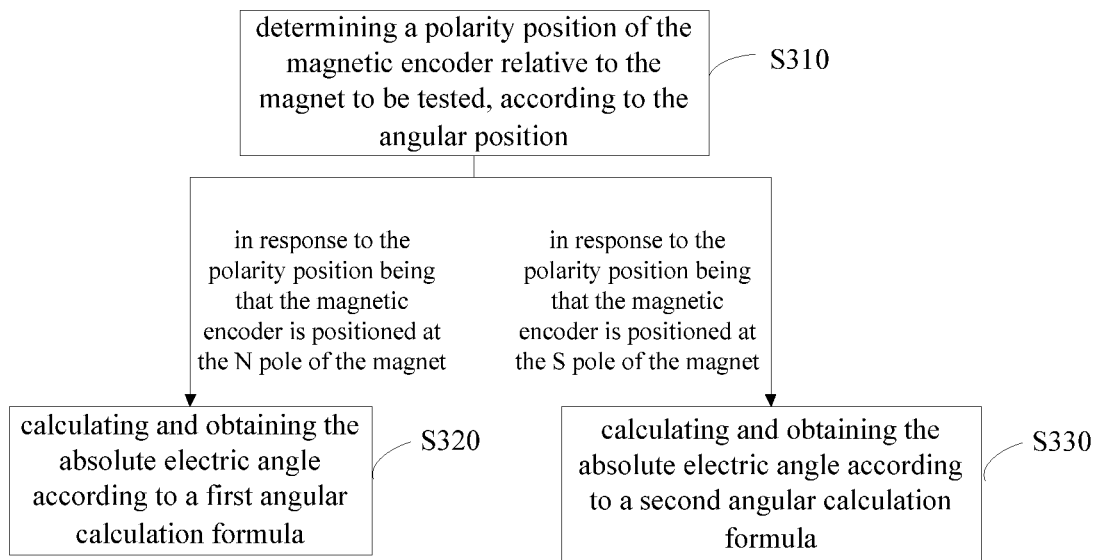 determining a polarity position of the
magnetic encoder relative to the
magnet to be tested, according to the
angular position
S310
in response to the
polarity position being
that the magnetic
encoder is positioned at
the N pole of the magnet
in response to the
polarity position being
that the magnetic
encoder is positioned at
the S pole of the magnet
calculating and obtaining the
absolute electric angle
according to a first angular
calculation formula
S320
calculating and obtaining the
absolute electric angle according
to a second angular calculation
formula
S330